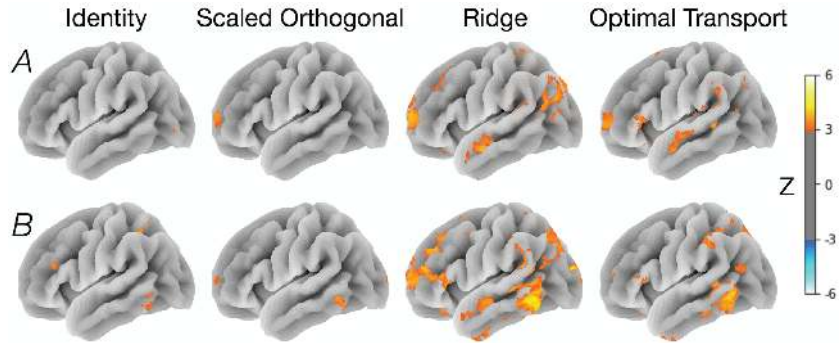 Identity Scaled Orthogonal Ridge Optimal Transport
A
B
6
3
0
-3
-6
Z